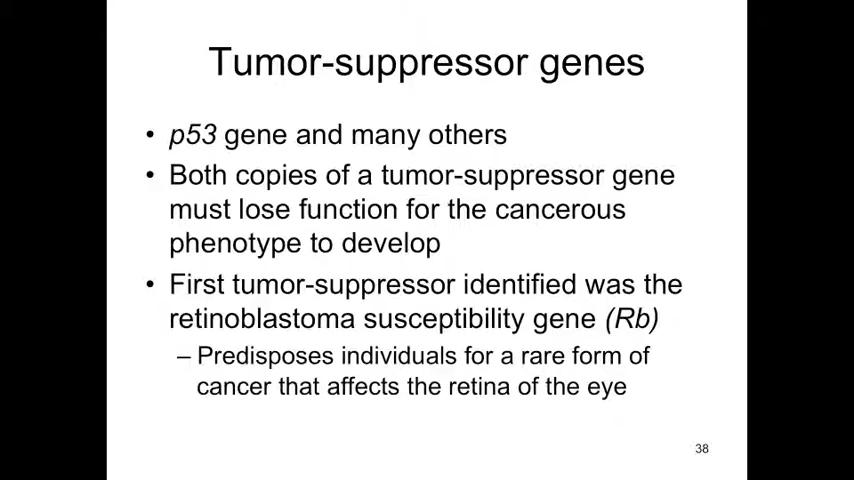 Tumor-suppressor genes
• p53 gene and many others
• Both copies of a tumor-suppressor gene
must lose function for the cancerous
phenotype to develop
• First tumor-suppressor identified was the
retinoblastoma susceptibility gene (Rb)
– Predisposes individuals for a rare form of
cancer that affects the retina of the eye
38